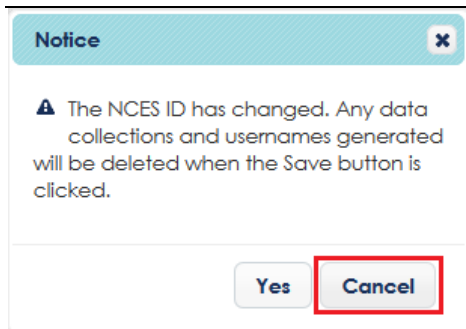 Notice
The NCES ID has changed. Any data
collections and usernames generated
will be deleted when the Save button is
clicked.
Yes Cancel